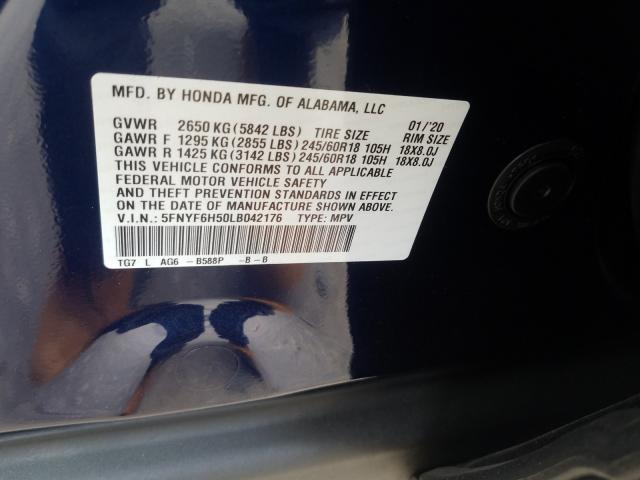 MFD. BY HONDA MFG. OF ALABAMA, LLC
GVWR 2650 KG (5842 LBS) TIRE SIZE 01/'20 RIM SIZE
GAWR F 1295 KG (2855 LBS) 245/60R18 105H 18X8.0J
GAWR R 1425 KG (3142 LBS) 245/60R18 105H 18X8.0J
THIS VEHICLE CONFORMS TO ALL APPLICABLE
FEDERAL MOTOR VEHICLE SAFETY
AND THEFT PREVENTION STANDARDS IN EFFECT
ON THE DATE OF MANUFACTURE SHOWN ABOVE.
V.I.N.: 5FNYF6H50LB042176 TYPE: MPV
TG7 L AG6 -B588P -B-B